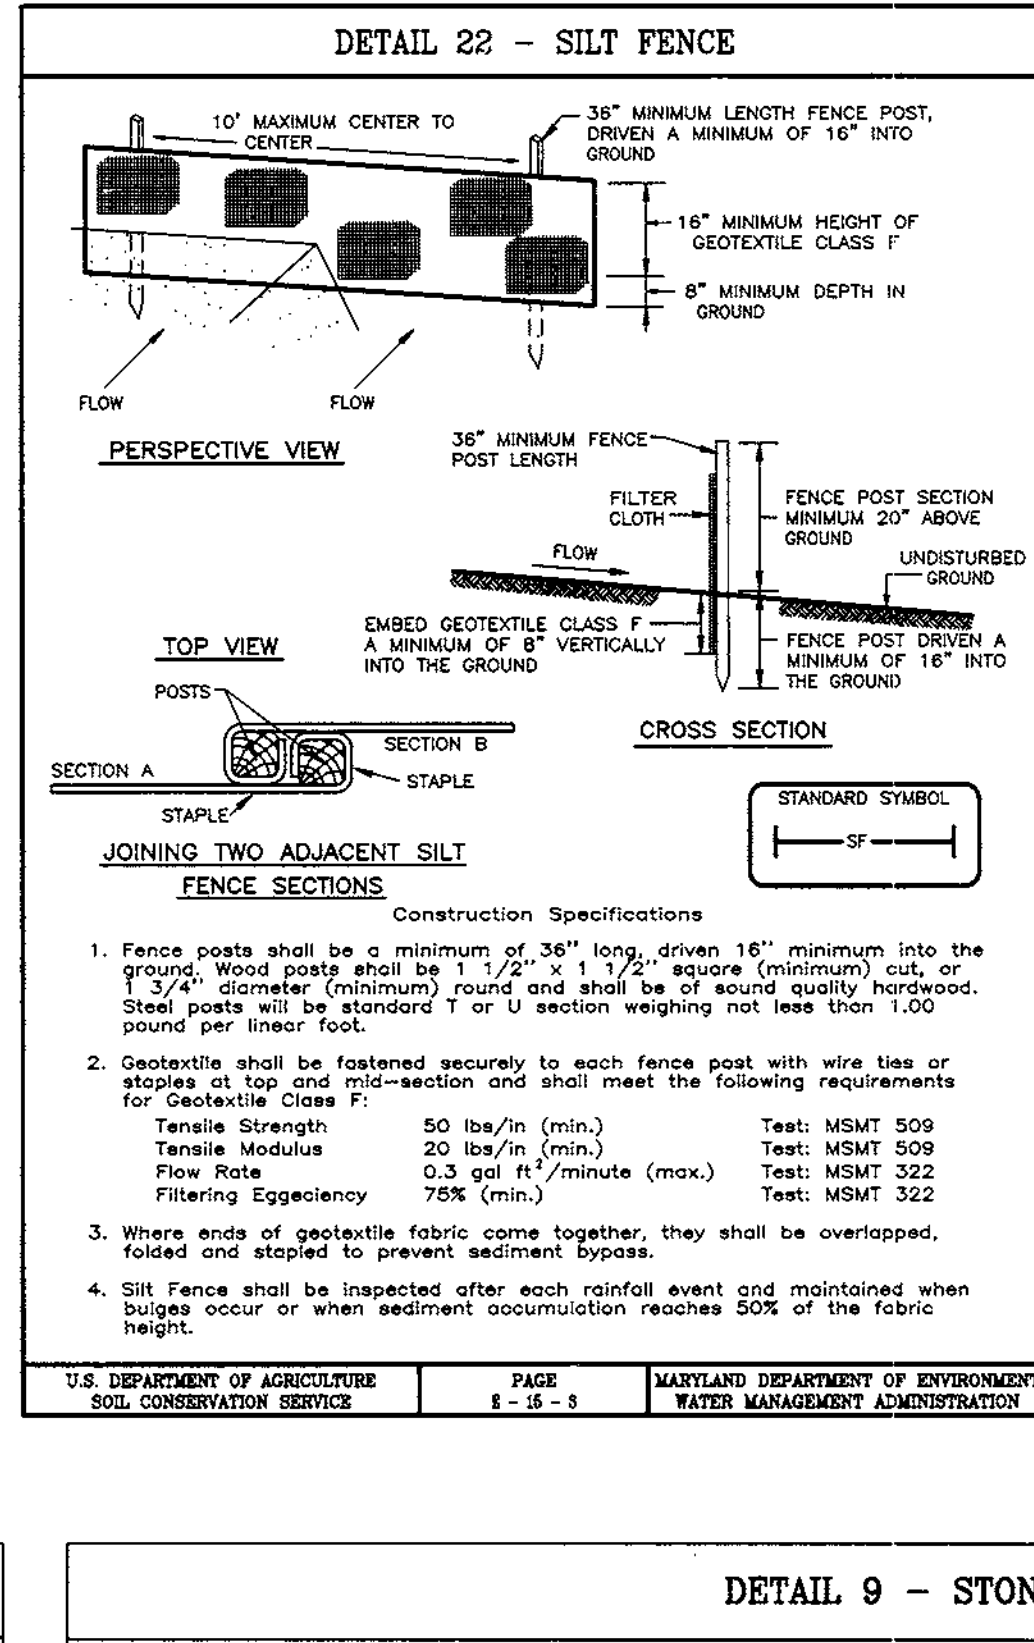 DETAIL 22 - SILT FENCE
10' MAXIMUM CENTER TO
CENTER
36" MINIMUM LENGTH FENCE POST,
DRIVEN A MINIMUM OF 16" INTO
GROUND
16" MINIMUM HEIGHT OF
GEOTEXTILE CLASS F
8" MINIMUM DEPTH IN
GROUND
FLOW
FLOW
PERSPECTIVE VIEW
36" MINIMUM FENCE
POST LENGTH
FILTER
CLOTH
FENCE POST SECTION
MINIMUM 20" ABOVE
GROUND
FLOW
UNDISTURBED
GROUND
EMBED GEOTEXTILE CLASS F
A MINIMUM OF 8" VERTICALLY
INTO THE GROUND
FENCE POST DRIVEN A
MINIMUM OF 16" INTO
THE GROUND
CROSS SECTION
TOP VIEW
POSTS
SECTION B
SECTION A
STAPLE
STAPLE
JOINING TWO ADJACENT SILT
FENCE SECTIONS
STANDARD SYMBOL
SF
Construction Specifications
1. Fence posts shall be a minimum of 36" long, driven 16" minimum into the
ground. Wood posts shall be 1 1/2" x 1 1/2" square (minimum) cut, or
1 3/4" diameter (minimum) round and shall be of sound quality hardwood.
Steel posts will be standard T or U section weighing not less than 1.00
pound per linear foot.
2. Geotextile shall be fastened securely to each fence post with wire ties or
staples at top and mid-section and shall meet the following requirements
for Geotextile Class F:
Tensile Strength 50 lbs/in (min.) Test: MSMT 509
Tensile Modulus 20 lbs/in (min.) Test: MSMT 509
Flow Rate 0.3 gal ft²/minute (max.) Test: MSMT 322
Filtering Eggeciency 75% (min.) Test: MSMT 322
3. Where ends of geotextile fabric come together, they shall be overlapped,
folded and stapled to prevent sediment bypass.
4. Silt Fence shall be inspected after each rainfall event and maintained when
bulges occur or when sediment accumulation reaches 50% of the fabric
height.
U.S. DEPARTMENT OF AGRICULTURE
SOIL CONSERVATION SERVICE
PAGE
E - 15 - 3
MARYLAND DEPARTMENT OF ENVIRONMENT
WATER MANAGEMENT ADMINISTRATION
DETAIL 9 - STON